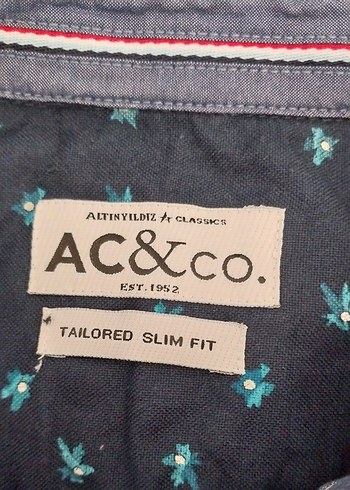 ALTINYILDIZ CLASSICS
AC&CO.
EST. 1952
TAILORED SLIM FIT